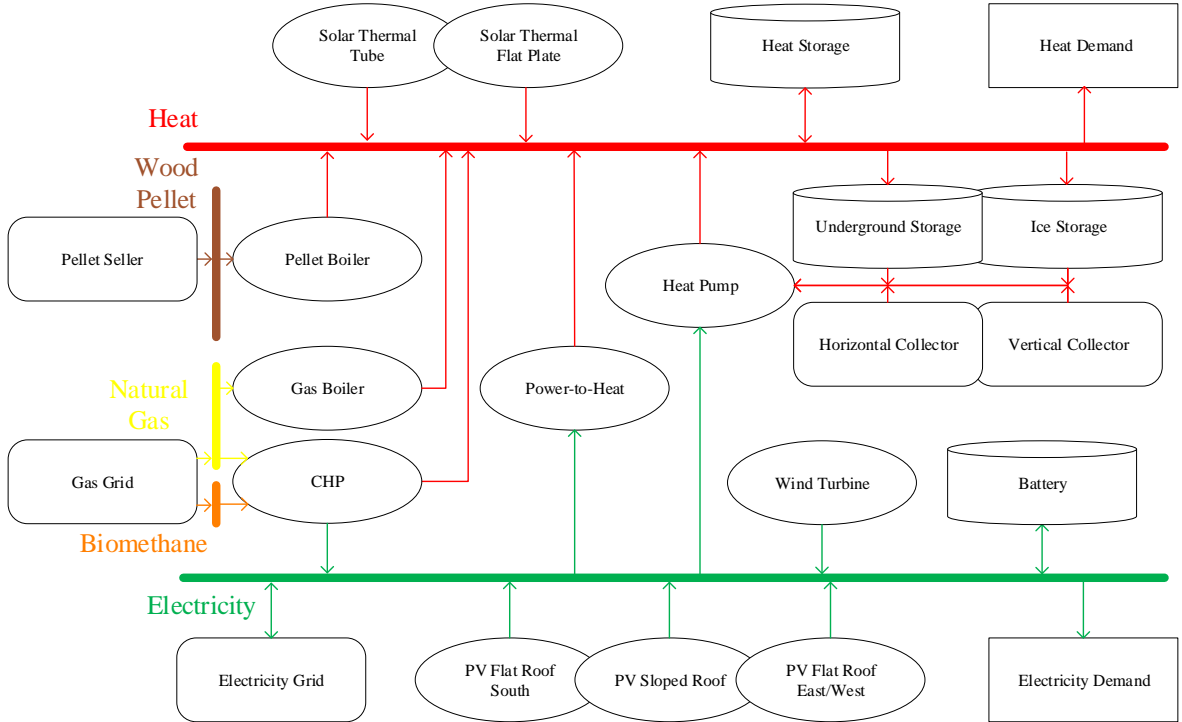 Solar Thermal
Tube
Solar Thermal
Flat Plate
Heat Storage
Heat Demand
Heat
Wood
Pellet
Pellet Seller
Pellet Boiler
Underground Storage
Ice Storage
Heat Pump
Horizontal Collector
Vertical Collector
Natural
Gas
Gas Boiler
Power-to-Heat
Gas Grid
CHP
Wind Turbine
Battery
Biomethane
Electricity
Electricity Grid
PV Flat Roof
South
PV Sloped Roof
PV Flat Roof
East/West
Electricity Demand